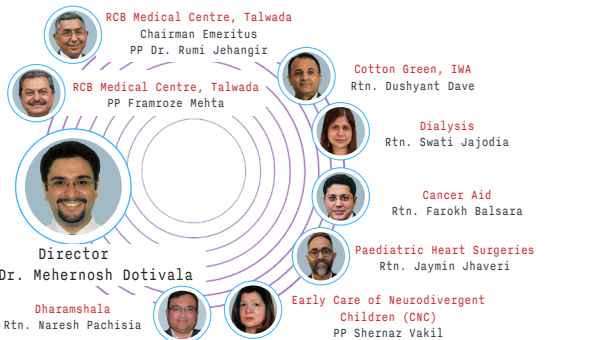 RCB Medical Centre, Talwada
Chairman Emeritus
PP Dr. Rumi Jehangir
RCB Medical Centre, Talwada
PP Framroze Mehta
Cotton Green, IWA
Rtn. Dushyant Dave
Dialysis
Rtn. Swati Jajodia
Cancer Aid
Rtn. Farokh Balsara
Paediatric Heart Surgeries
Rtn. Jaymin Jhaveri
Early Care of Neurodivergent
Children (CNC)
PP Shernaz Vakil
Director
Dr. Mehernosh Dotivala
Dharamshala
Rtn. Naresh Pachisia